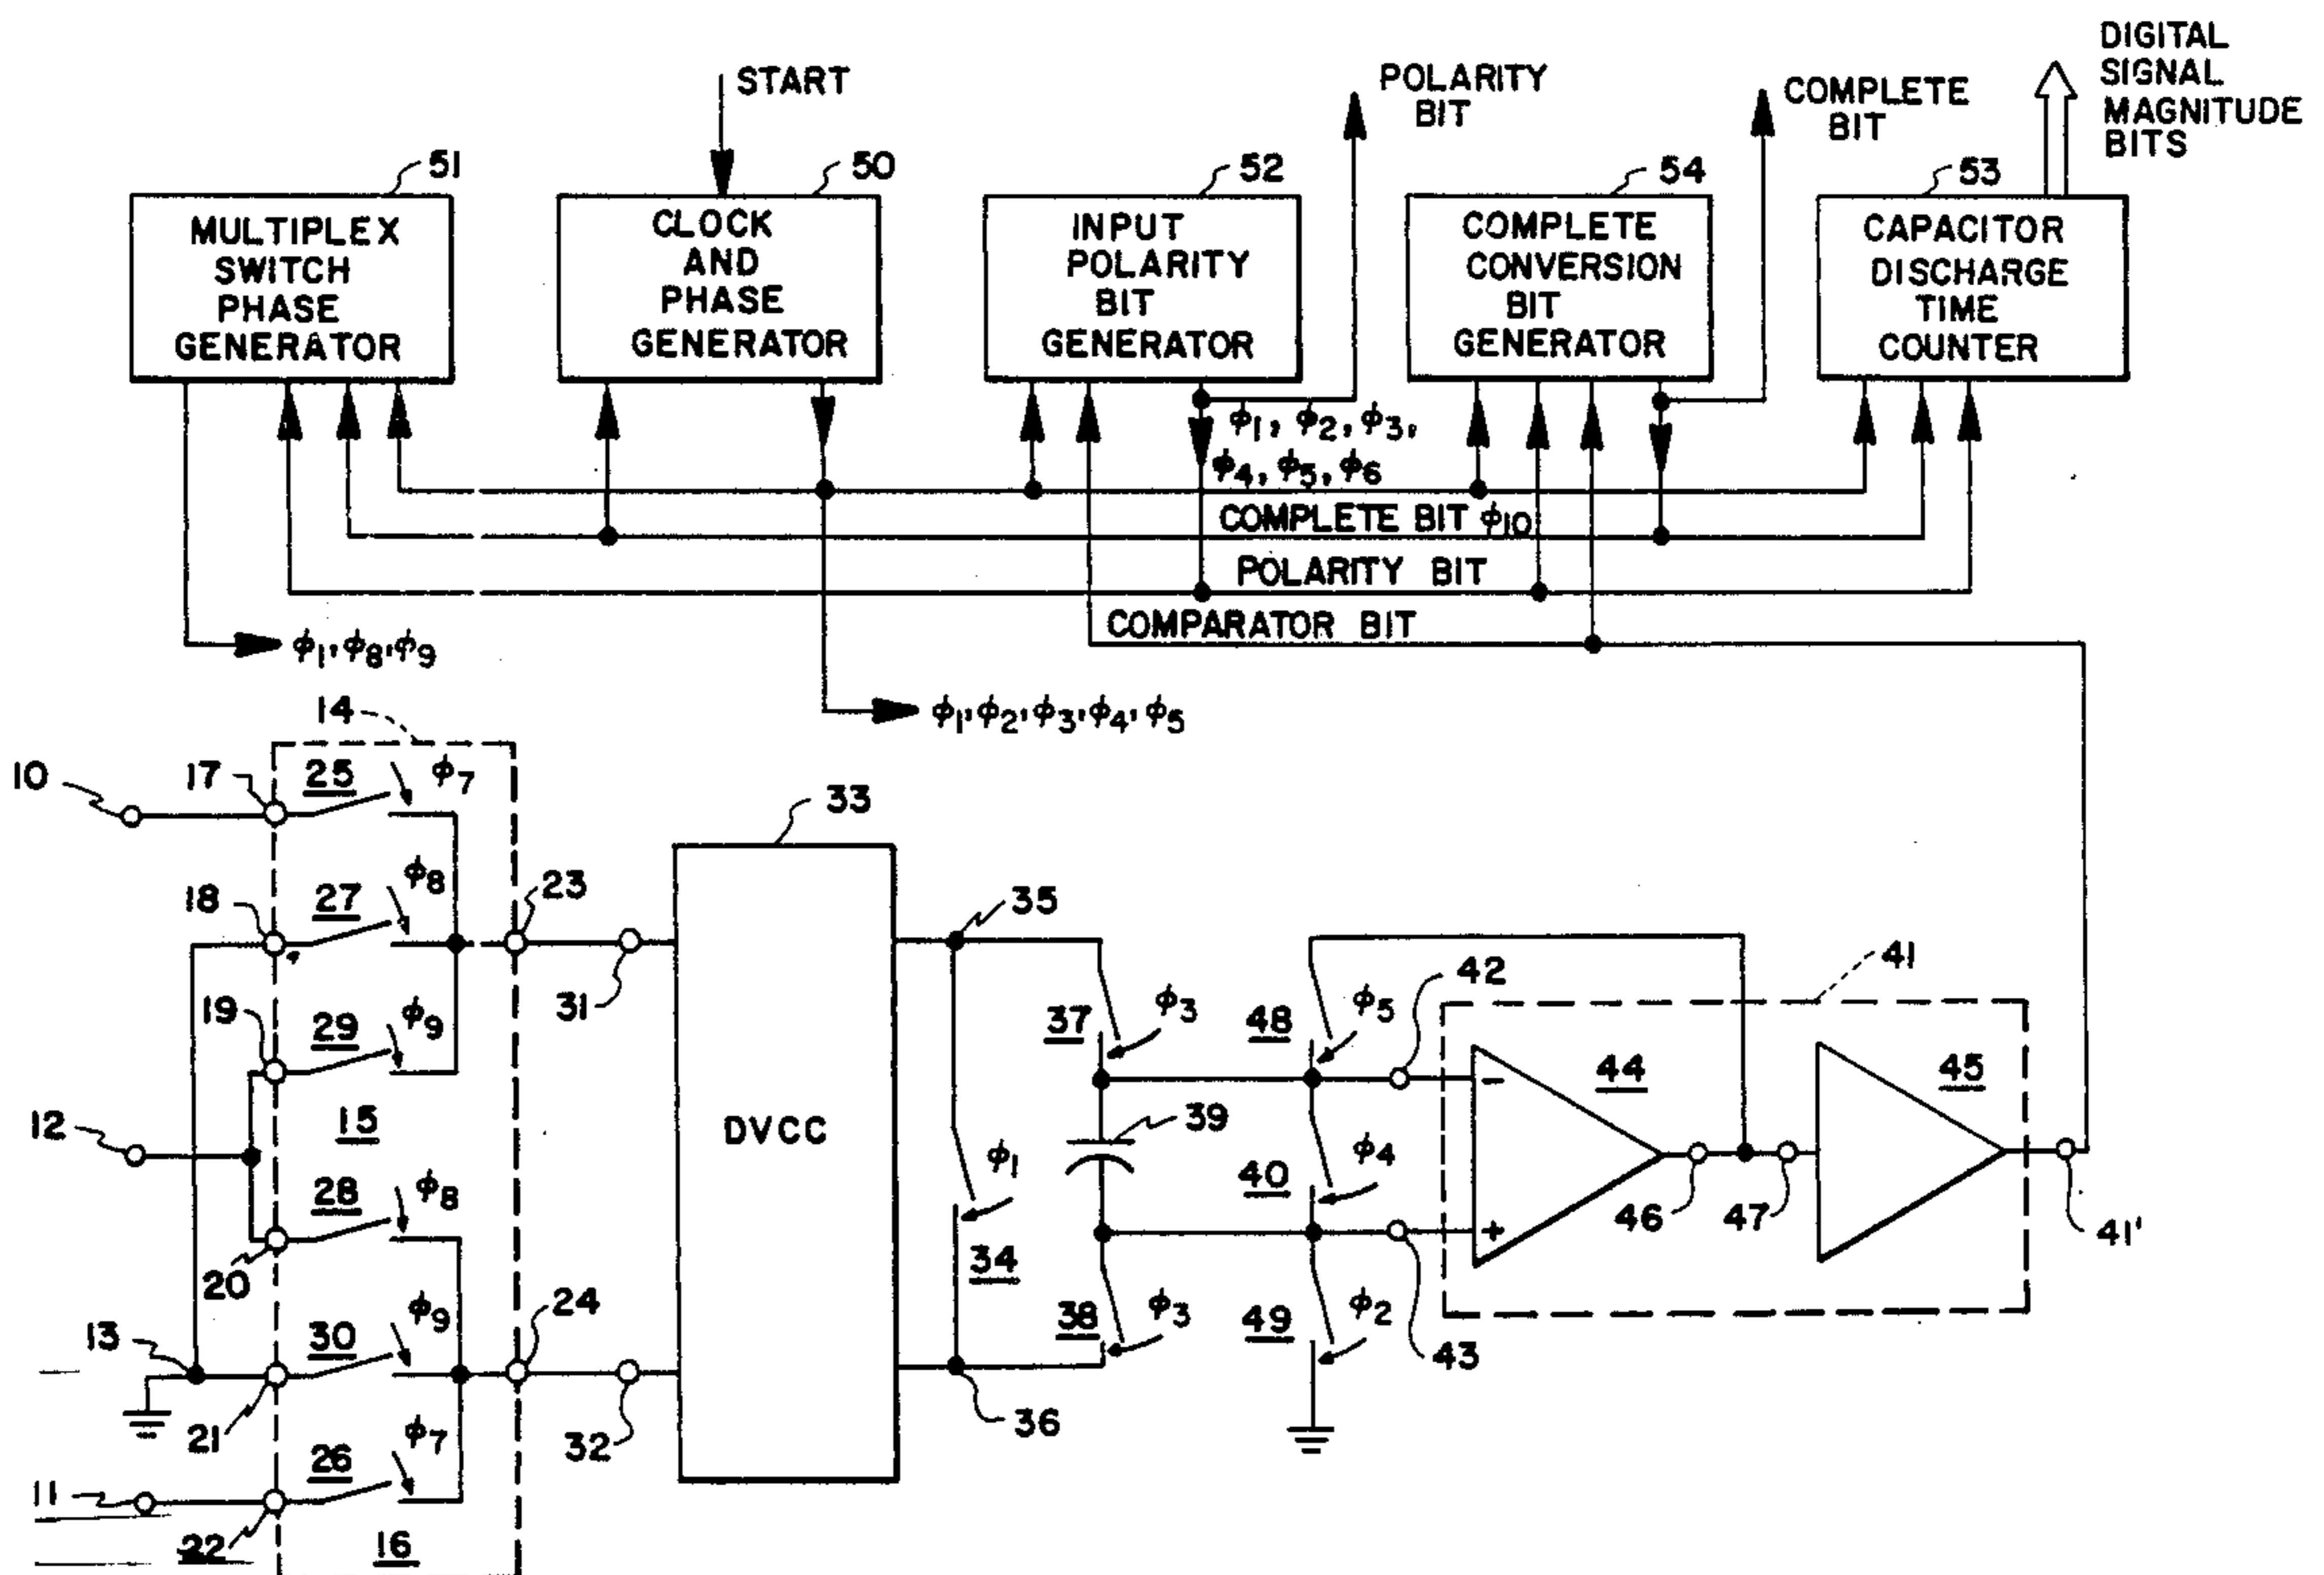 DIGITAL
SIGNAL
MAGNITUDE
BITS
START
POLARITY
BIT
COMPLETE
BIT
51
50
52
54
53
MULTIPLEX
SWITCH
PHASE
GENERATOR
CLOCK
AND
PHASE
GENERATOR
INPUT
POLARITY
BIT
GENERATOR
COMPLETE
CONVERSION
BIT
GENERATOR
CAPACITOR
DISCHARGE
TIME
COUNTER
ϕ1, ϕ2, ϕ3,
ϕ4, ϕ5, ϕ6
COMPLETE BIT ϕ10
POLARITY BIT
COMPARATOR BIT
ϕ1, ϕ8, ϕ9
ϕ1, ϕ2, ϕ3, ϕ4, ϕ5
14
10
17
25
ϕ7
18
27
ϕ8
23
31
19
29
ϕ9
12
15
28
ϕ8
20
13
30
ϕ9
24
32
21
11
26
ϕ7
22
16
33
DVCC
35
ϕ1
34
36
37
ϕ3
39
38
ϕ3
48
ϕ5
42
40
ϕ4
49
ϕ2
43
41
−
+
44
45
46
47
41'